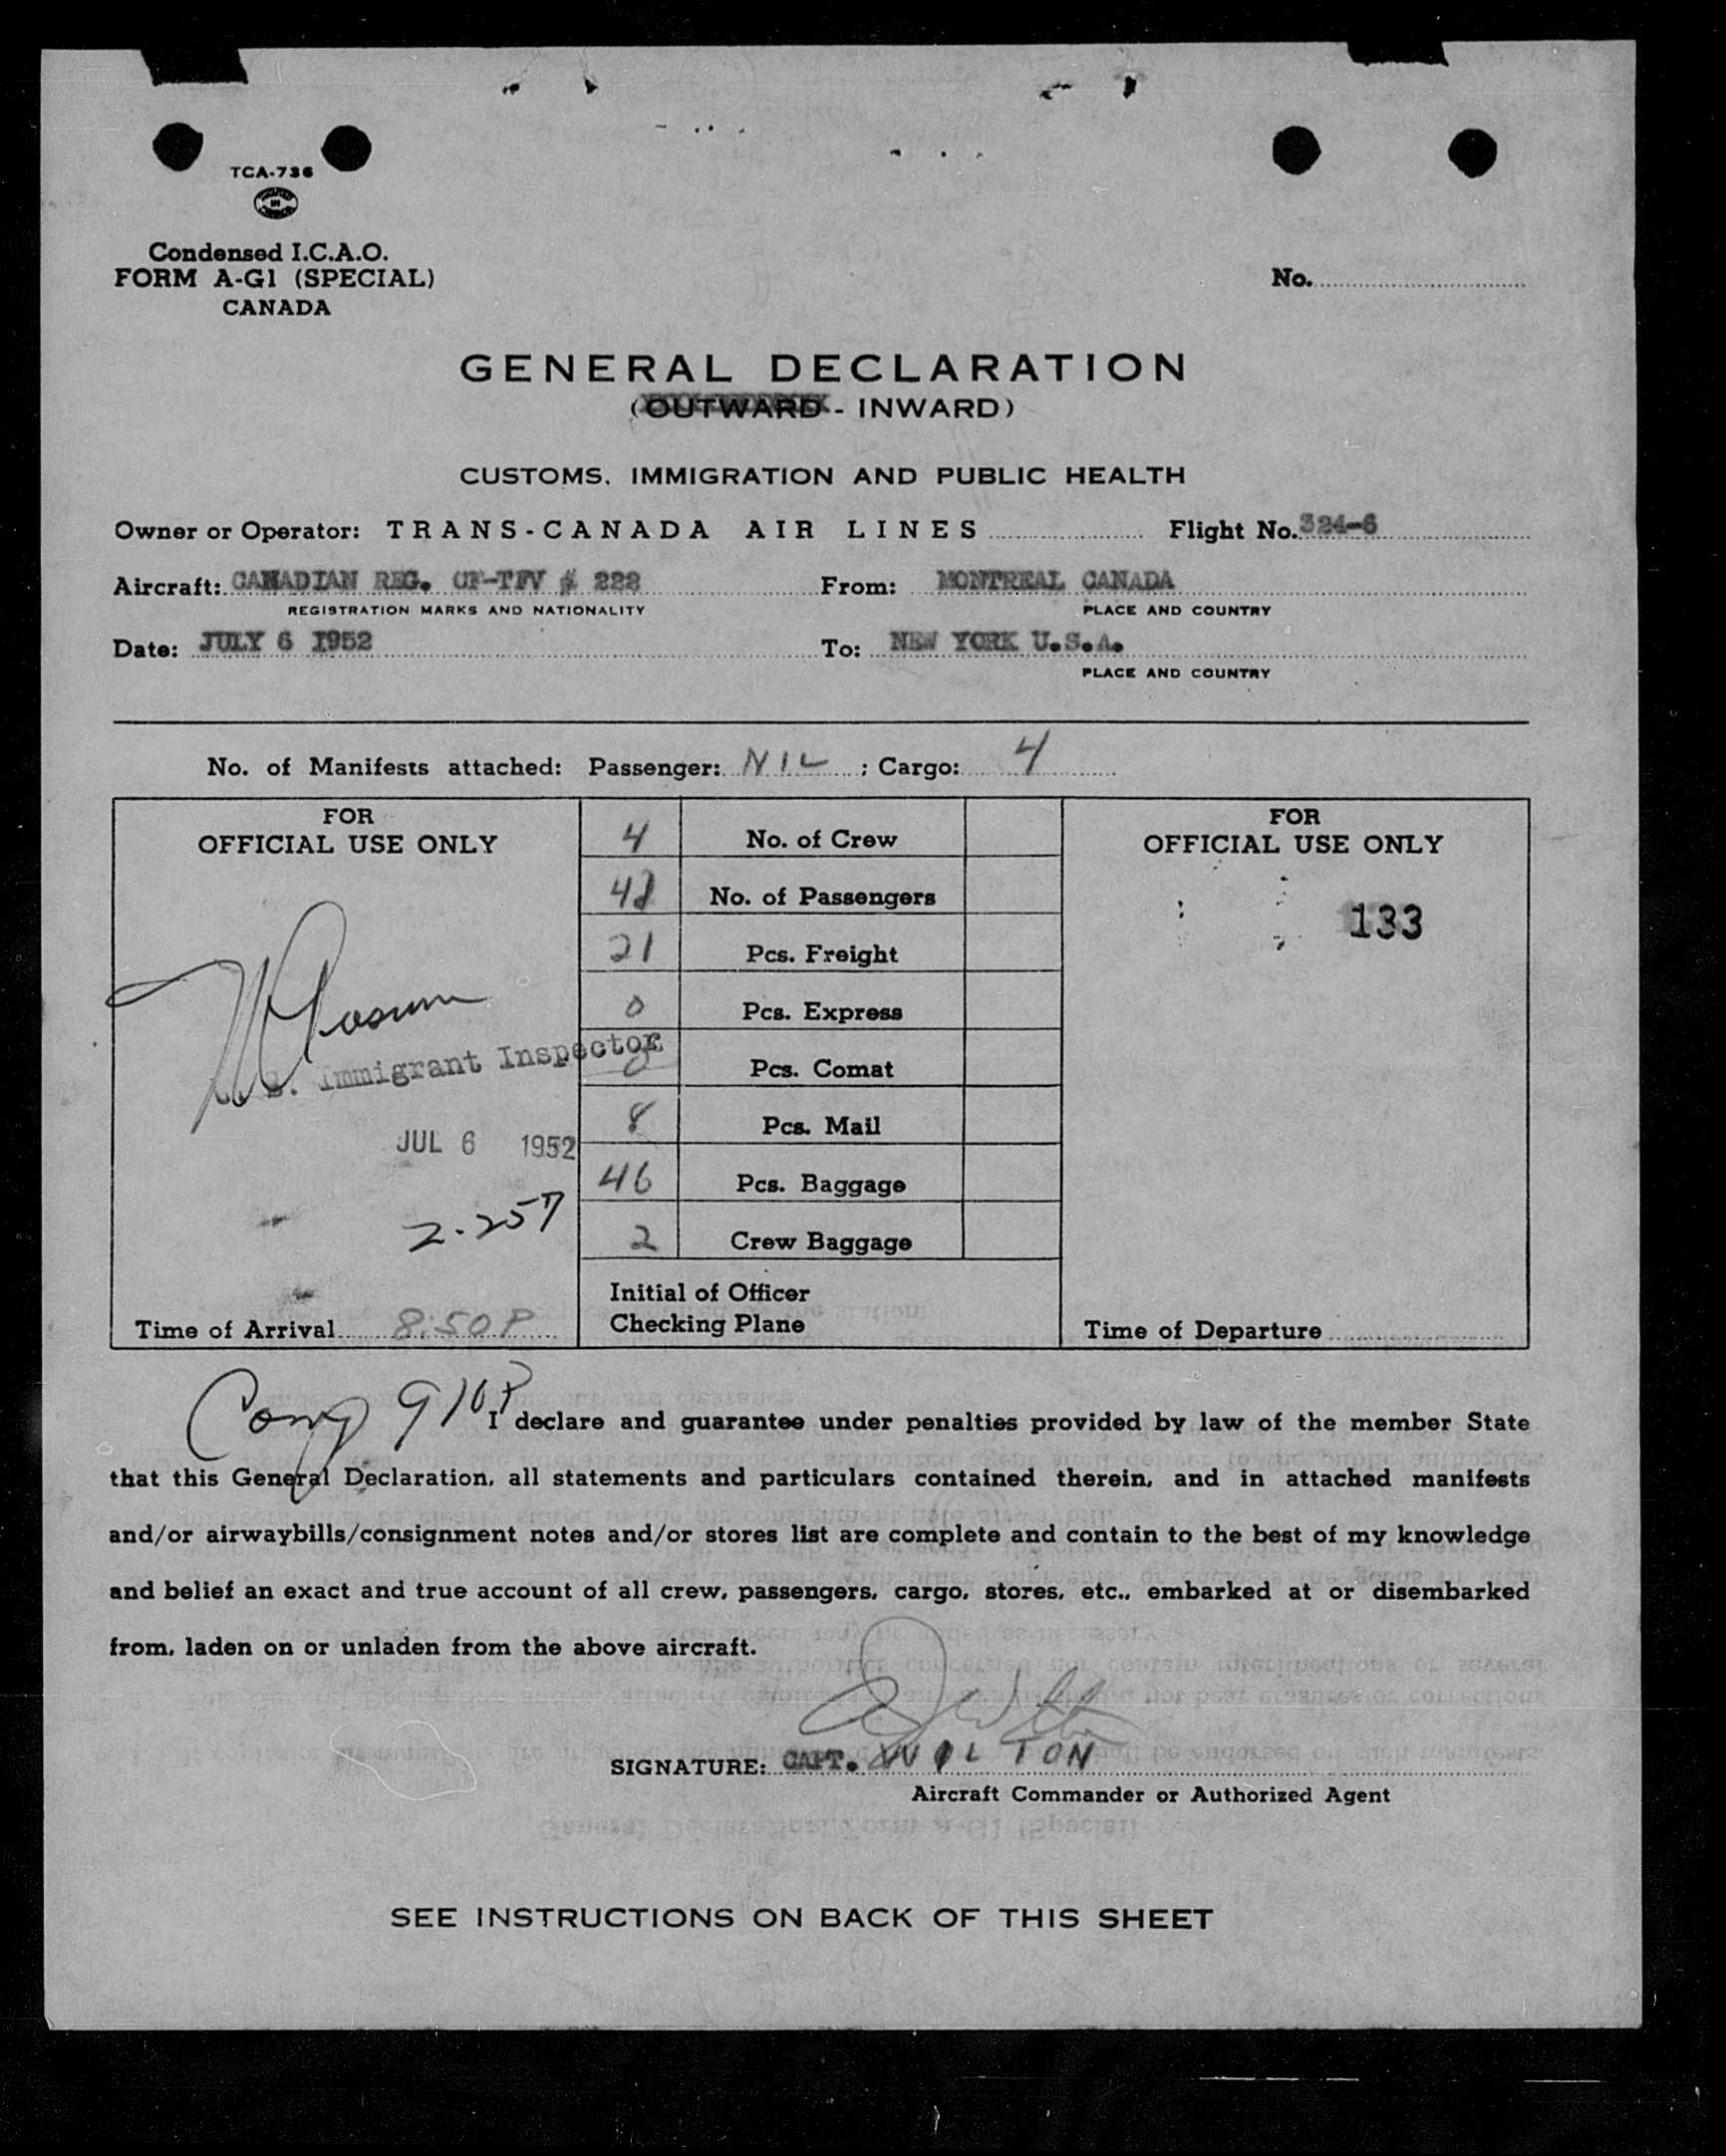 TCA-736
Condensed I.C.A.O.
FORM A-G1 (SPECIAL)
CANADA
No.
GENERAL DECLARATION
(OUTWARD - INWARD)
CUSTOMS, IMMIGRATION AND PUBLIC HEALTH
Owner or Operator: TRANS-CANADA AIR LINES Flight No. 324-6
Aircraft: CANADIAN REG. CF-TFV # 222 From: MONTREAL CANADA
REGISTRATION MARKS AND NATIONALITY PLACE AND COUNTRY
Date: JULY 6 1952 To: NEW YORK U.S.A.
PLACE AND COUNTRY
No. of Manifests attached: Passenger: NIL ; Cargo: 4
FOR
OFFICIAL USE ONLY
Immigrant Inspector
JUL 6 1952
Time of Arrival 8:50 P
4 No. of Crew
No. of Passengers
21 Pcs. Freight
0 Pcs. Express
0 Pcs. Comat
8 Pcs. Mail
46 Pcs. Baggage
2 Crew Baggage
Initial of Officer
Checking Plane
FOR
OFFICIAL USE ONLY
133
Time of Departure
910P
I declare and guarantee under penalties provided by law of the member State
that this General Declaration, all statements and particulars contained therein, and in attached manifests
and/or airwaybills/consignment notes and/or stores list are complete and contain to the best of my knowledge
and belief an exact and true account of all crew, passengers, cargo, stores, etc., embarked at or disembarked
from, laden on or unladen from the above aircraft.
SIGNATURE: CAPT. WILTON
Aircraft Commander or Authorized Agent
SEE INSTRUCTIONS ON BACK OF THIS SHEET